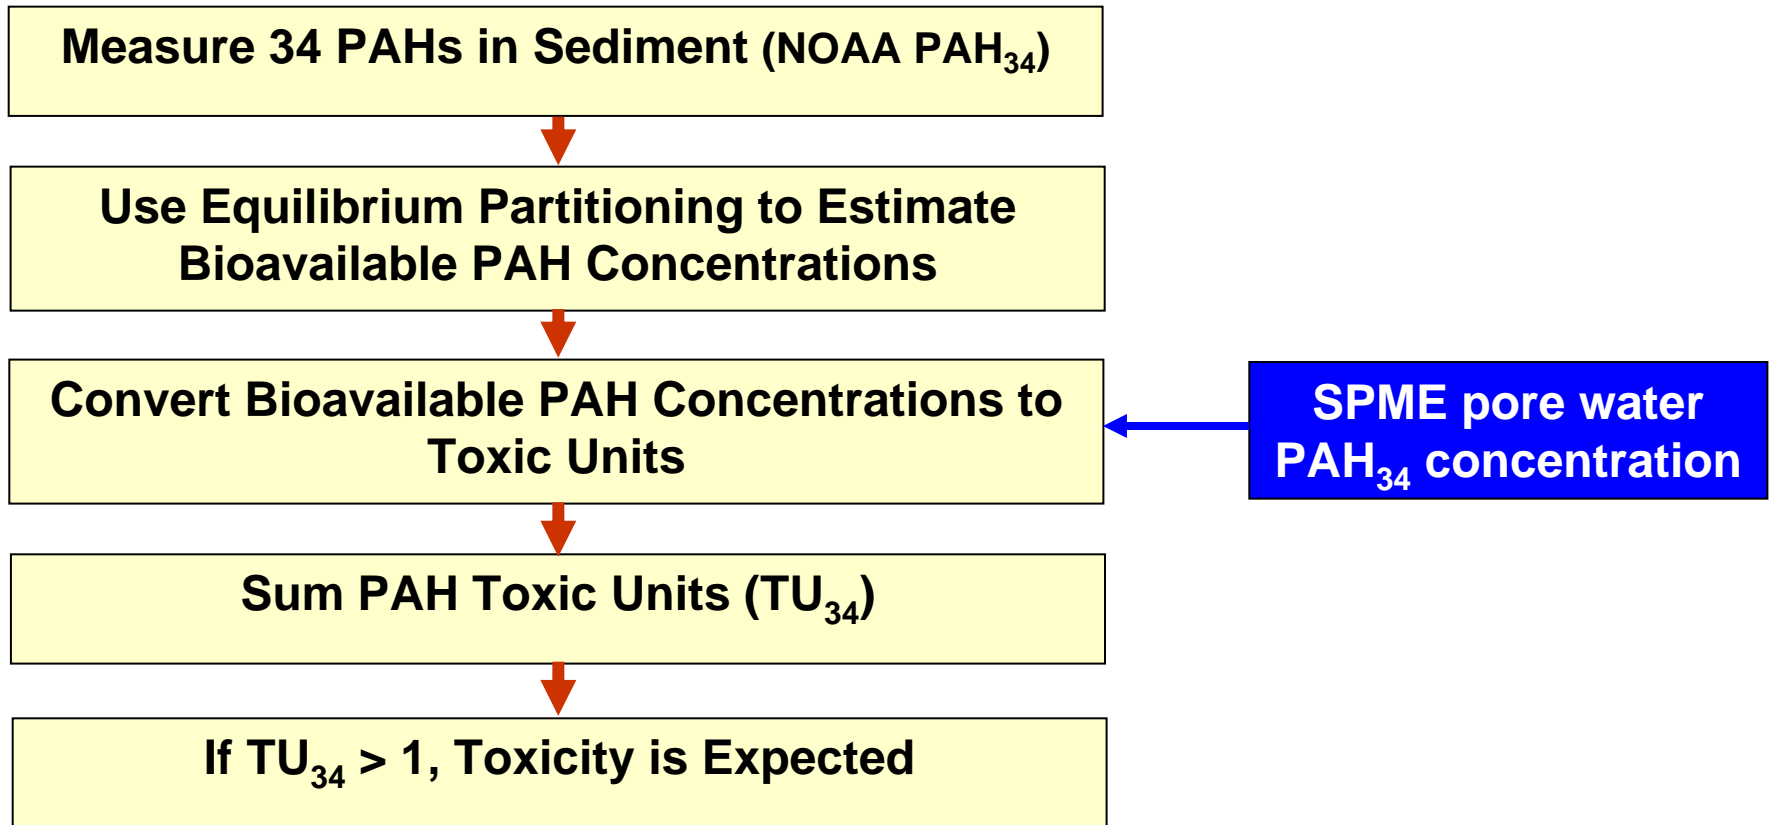 Measure 34 PAHs in Sediment (NOAA PAH₃₄)
Use Equilibrium Partitioning to Estimate
Bioavailable PAH Concentrations
Convert Bioavailable PAH Concentrations to
Toxic Units
SPME pore water
PAH₃₄ concentration
Sum PAH Toxic Units (TU₃₄)
If TU₃₄ > 1, Toxicity is Expected